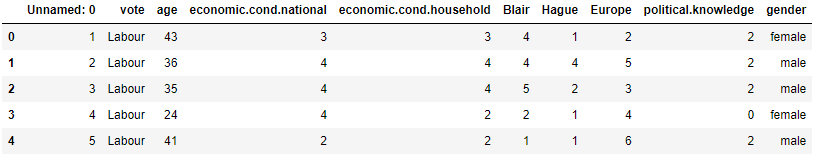 Unnamed: 0 vote age economic.cond.national economic.cond.household Blair Hague Europe political.knowledge gender
0 1 Labour 43 3 3 4 1 2 2 female
1 2 Labour 36 4 4 4 4 5 2 male
2 3 Labour 35 4 4 5 2 3 2 male
3 4 Labour 24 4 2 2 1 4 0 female
4 5 Labour 41 2 2 1 1 6 2 male